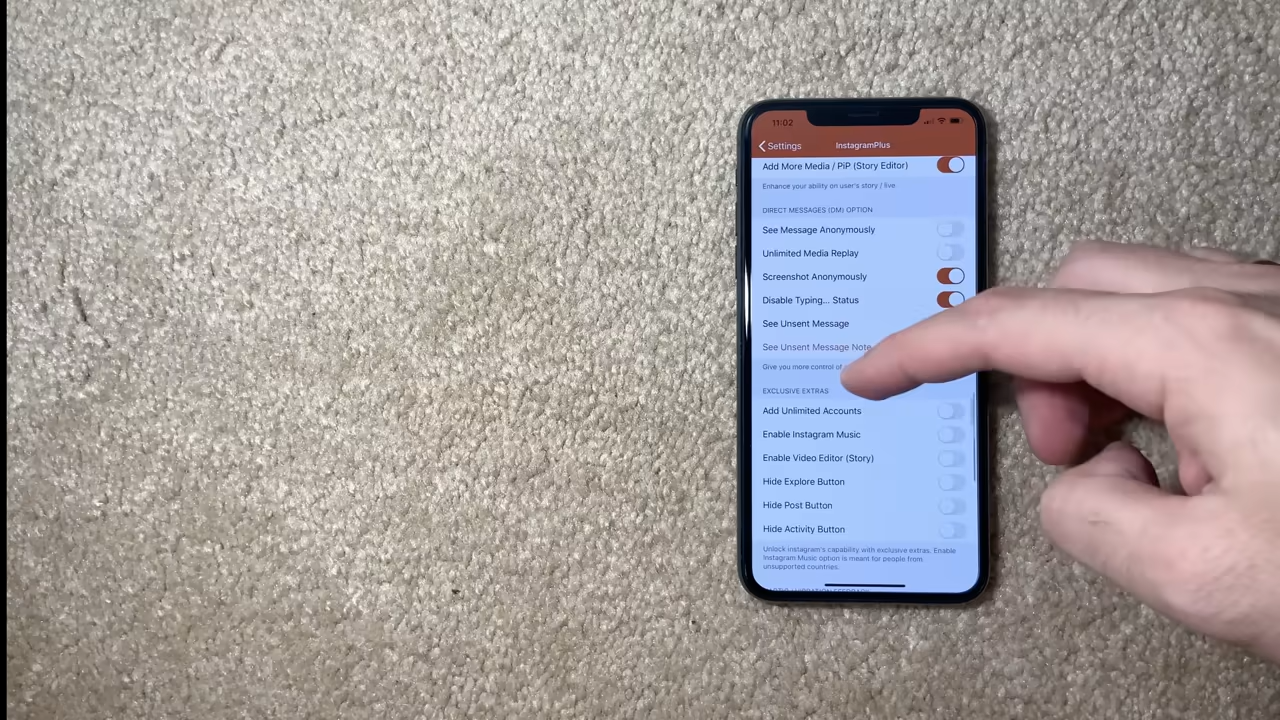 11:02
Settings
InstagramPlus
Add More Media / PiP (Story Editor)
Enhance your ability on user's story / live
DIRECT MESSAGES (DM) OPTION
See Message Anonymously
Unlimited Media Replay
Screenshot Anonymously
Disable Typing... Status
See Unsent Message
See Unsent Message Note
Give you more control of
EXCLUSIVE EXTRAS
Add Unlimited Accounts
Enable Instagram Music
Enable Video Editor (Story)
Hide Explore Button
Hide Post Button
Hide Activity Button
Unlock instagram's capability with exclusive extras. Enable
Instagram Music option is meant for people from
unsupported countries.